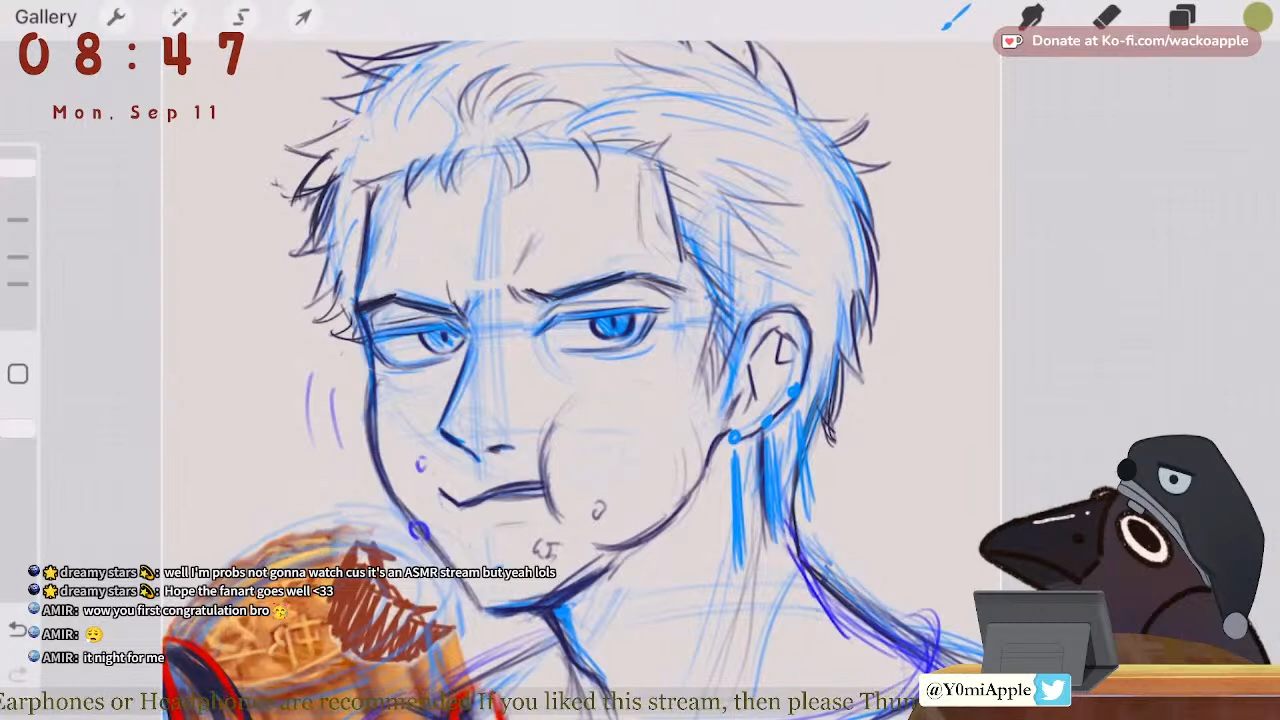 Gallery
08:47
Mon, Sep 11
Donate at Ko-fi.com/wackoapple
dreamy stars : well I'm probs not gonna watch cus it's an ASMR stream but yeah lols
dreamy stars : Hope the fanart goes well <33
AMIR: wow you first congratulation bro 🥳
AMIR: 😮‍💨
AMIR: it night for me
@Y0miApple
Earphones or Headphones are recommended If you liked this stream, then please